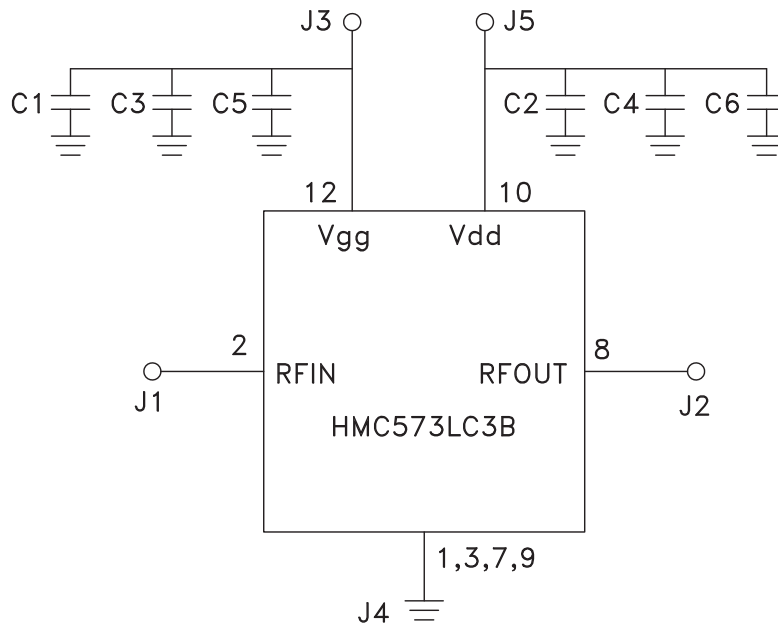 J3 J5
C1 C3 C5 C2 C4 C6
12 10
Vgg Vdd
2 8
RFIN RFOUT
J1 J2
HMC573LC3B
1,3,7,9
J4